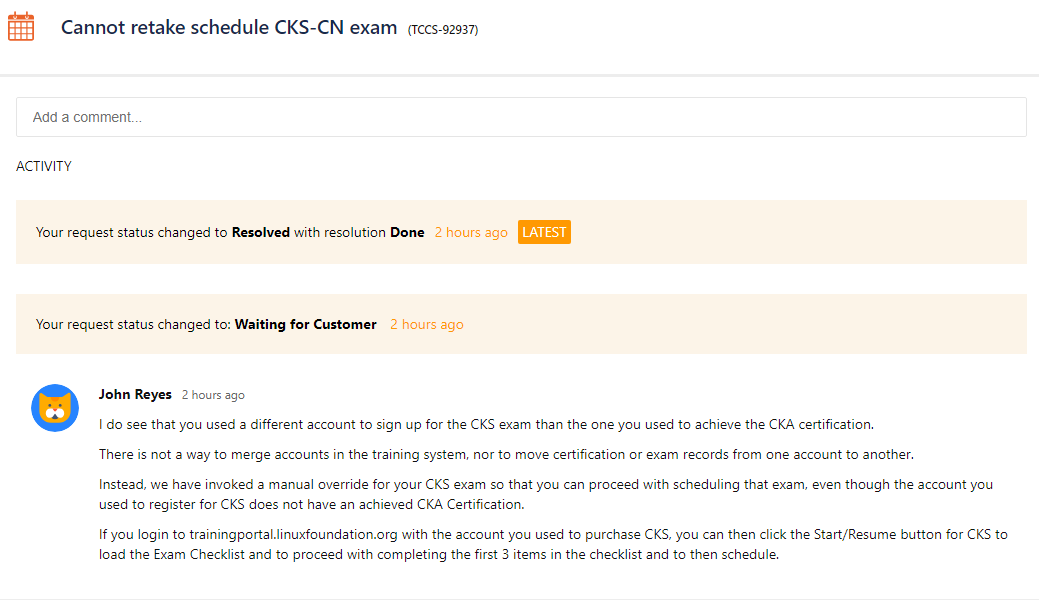 Cannot retake schedule CKS-CN exam (TCCS-92937)
Add a comment...
ACTIVITY
Your request status changed to Resolved with resolution Done 2 hours ago LATEST
Your request status changed to: Waiting for Customer 2 hours ago
John Reyes 2 hours ago
I do see that you used a different account to sign up for the CKS exam than the one you used to achieve the CKA certification.
There is not a way to merge accounts in the training system, nor to move certification or exam records from one account to another.
Instead, we have invoked a manual override for your CKS exam so that you can proceed with scheduling that exam, even though the account you
used to register for CKS does not have an achieved CKA Certification.
If you login to trainingportal.linuxfoundation.org with the account you used to purchase CKS, you can then click the Start/Resume button for CKS to
load the Exam Checklist and to proceed with completing the first 3 items in the checklist and to then schedule.